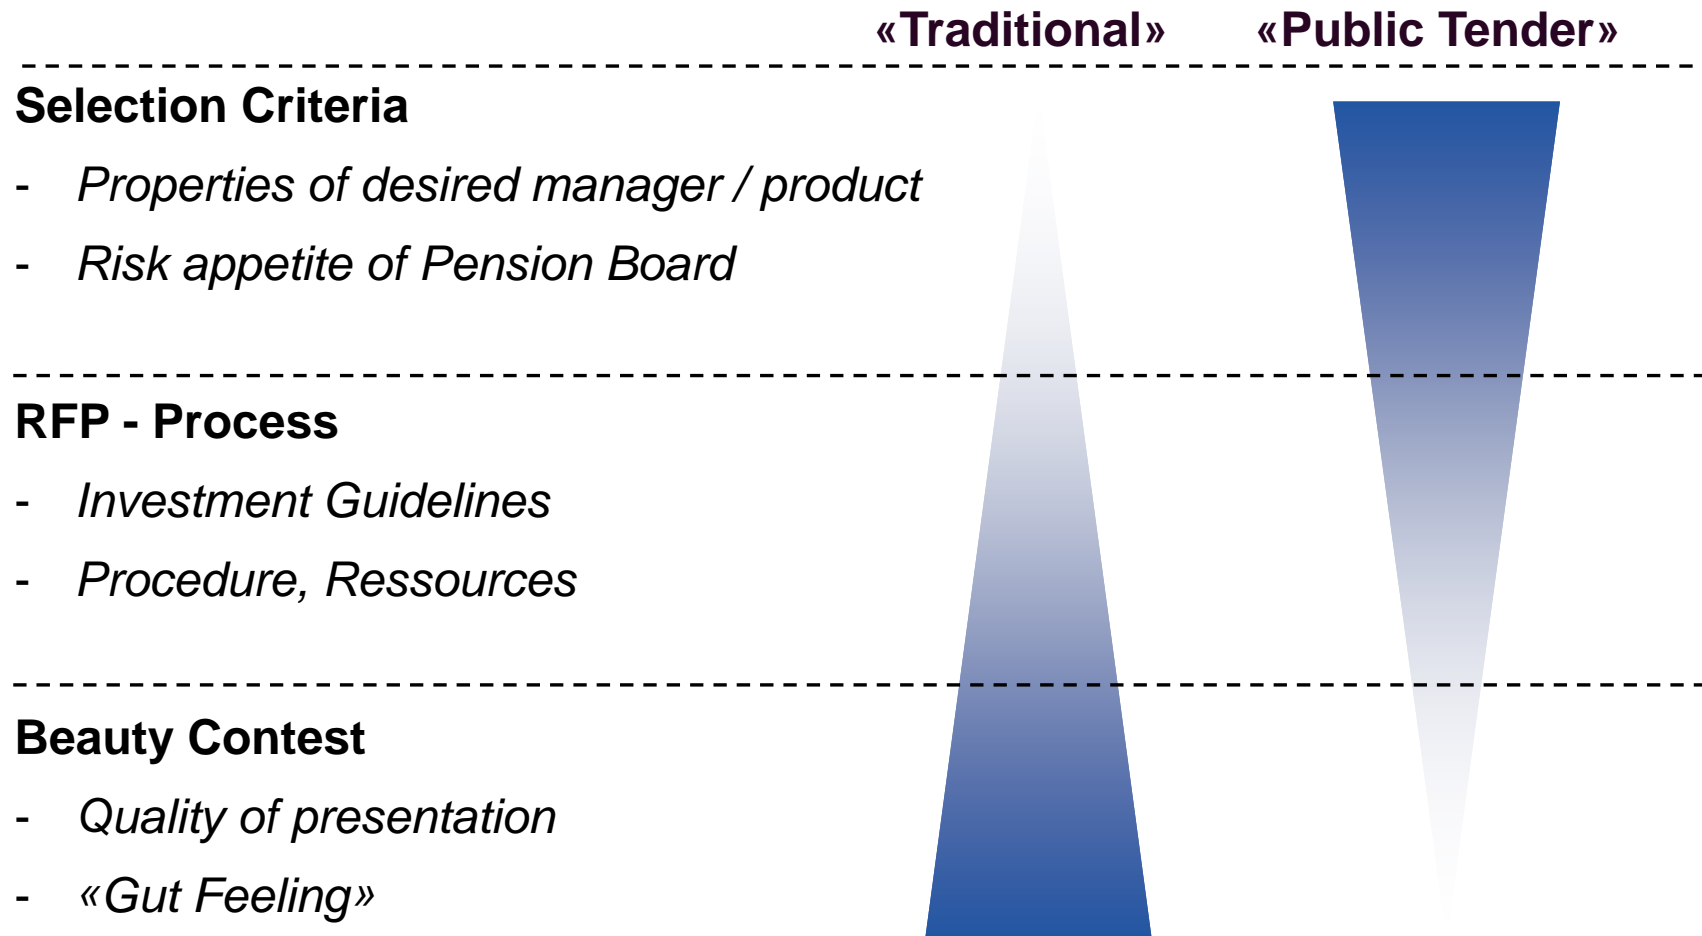 «Traditional» «Public Tender»
Selection Criteria
- Properties of desired manager / product
- Risk appetite of Pension Board
RFP - Process
- Investment Guidelines
- Procedure, Ressources
Beauty Contest
- Quality of presentation
- «Gut Feeling»